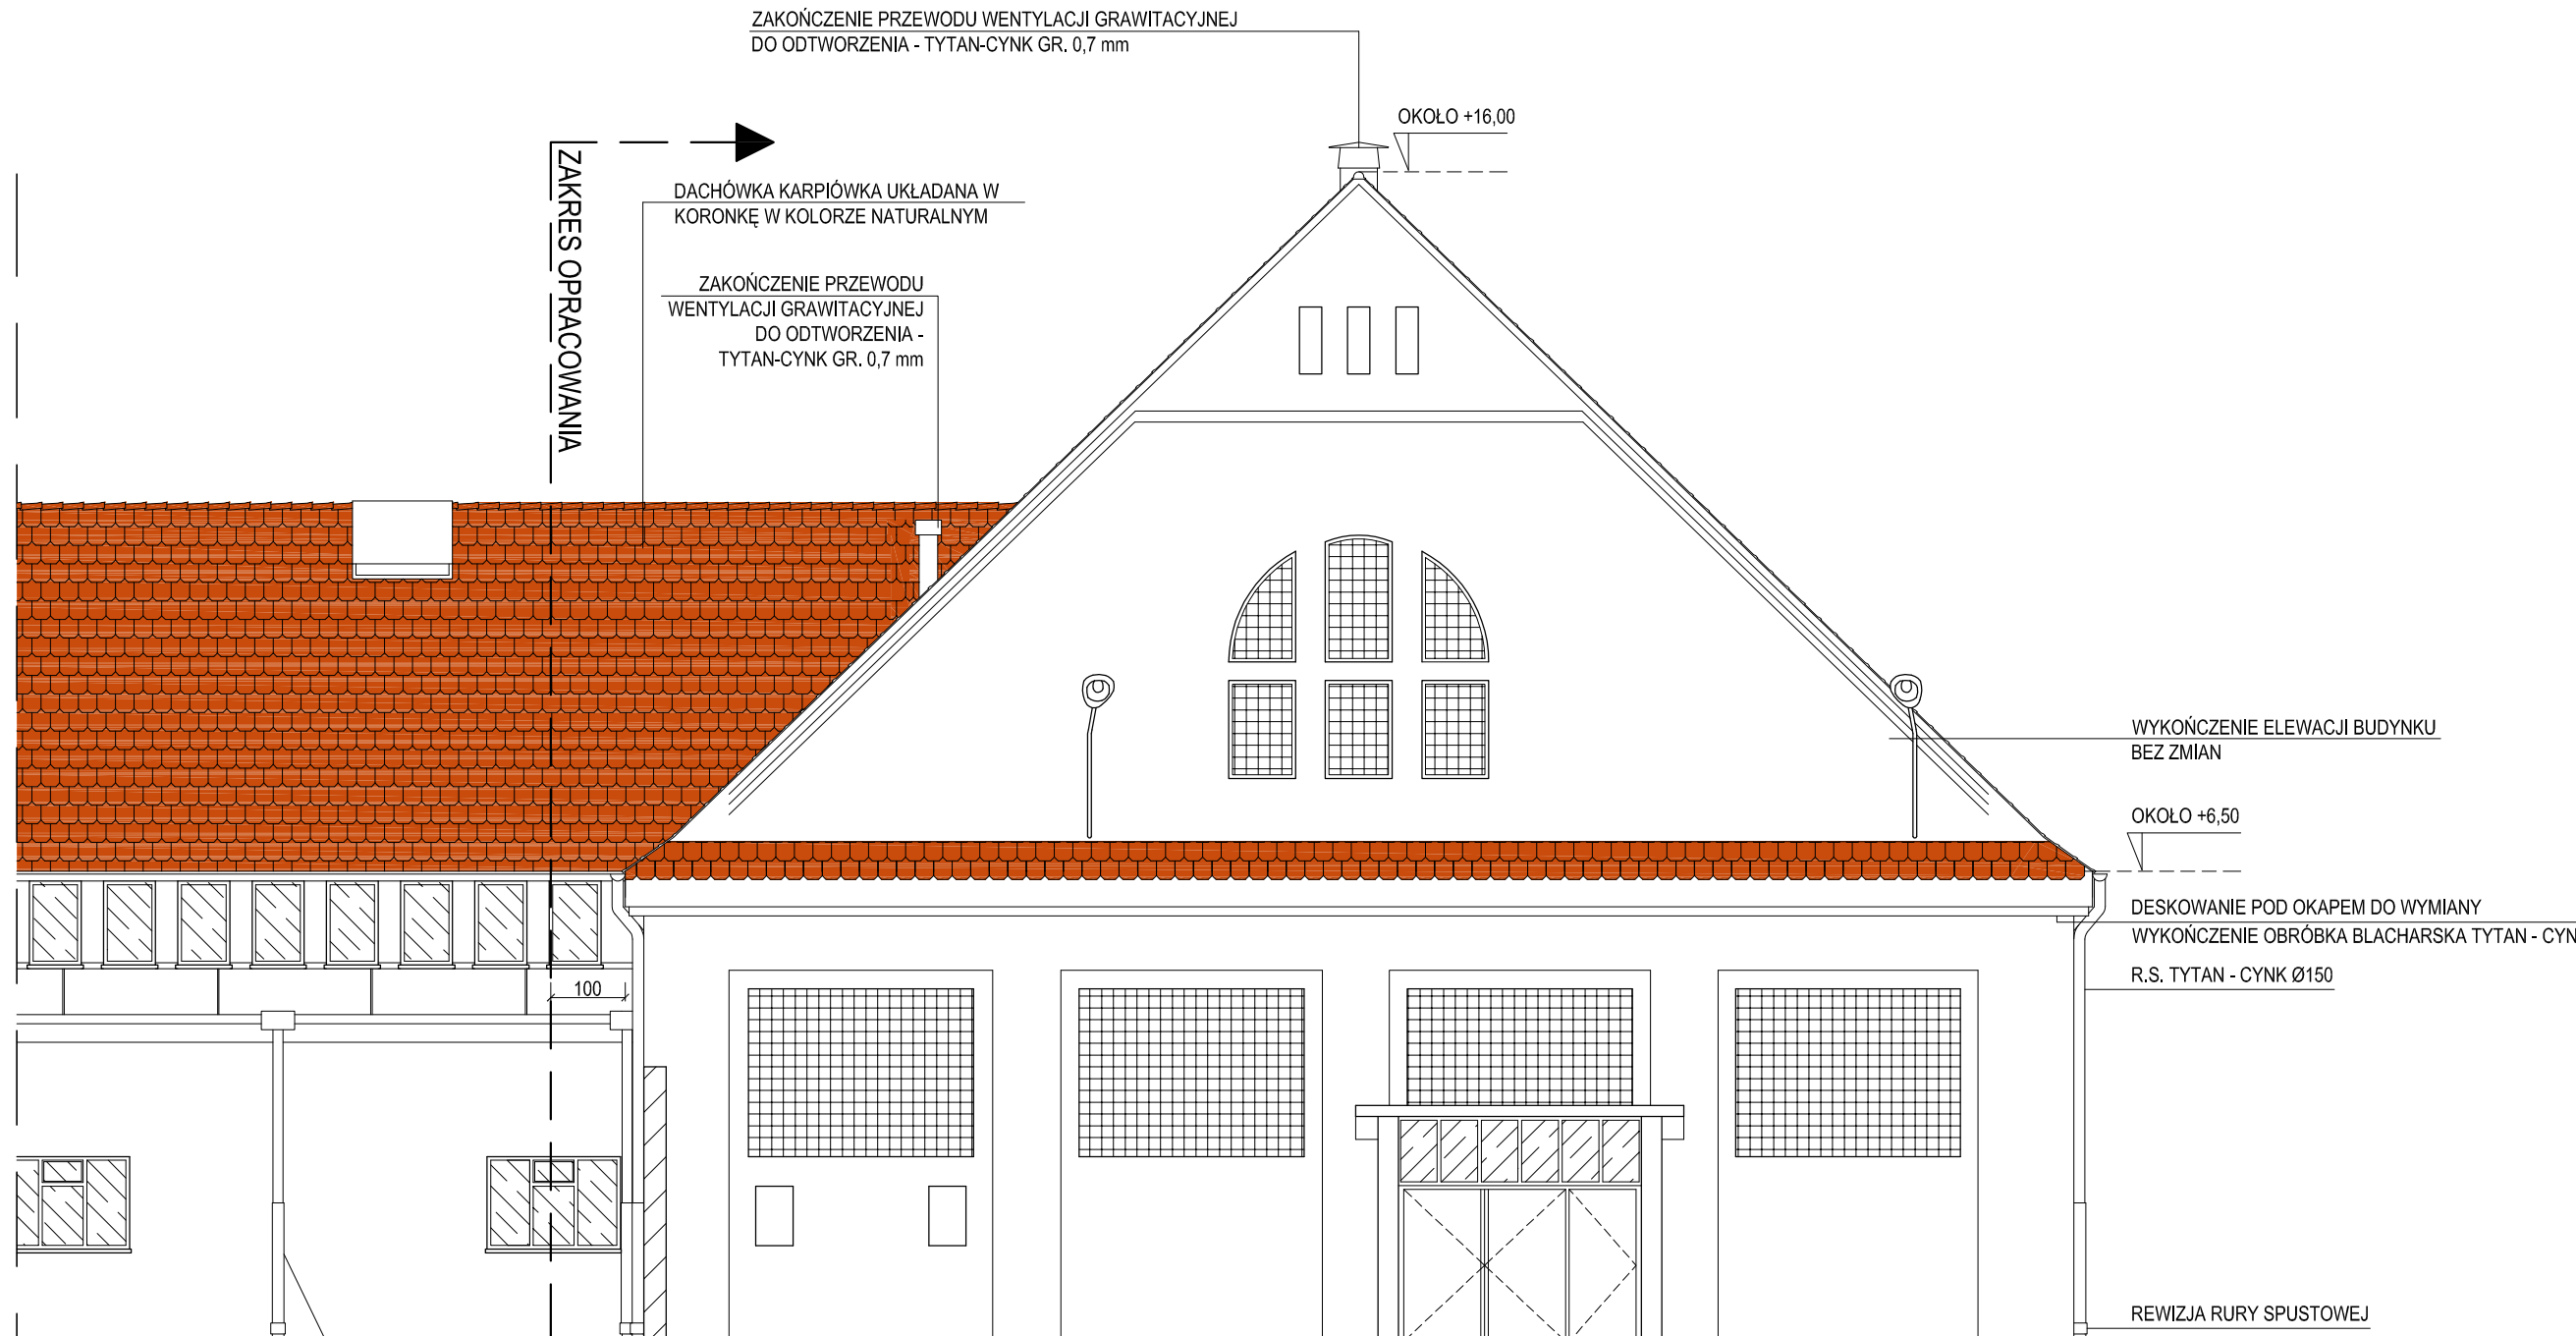 ZAKOŃCZENIE PRZEWODU WENTYLACJI GRAWITACYJNEJ
DO ODTWORZENIA - TYTAN-CYNK GR. 0,7 mm
OKOŁO +16,00
ZAKRES OPRACOWANIA
DACHÓWKA KARPIÓWKA UKŁADANA W
KORONKĘ W KOLORZE NATURALNYM
ZAKOŃCZENIE PRZEWODU
WENTYLACJI GRAWITACYJNEJ
DO ODTWORZENIA -
TYTAN-CYNK GR. 0,7 mm
WYKOŃCZENIE ELEWACJI BUDYNKU
BEZ ZMIAN
OKOŁO +6,50
DESKOWANIE POD OKAPEM DO WYMIANY
WYKOŃCZENIE OBRÓBKA BLACHARSKA TYTAN - CYN
R.S. TYTAN - CYNK Ø150
100
REWIZJA RURY SPUSTOWEJ